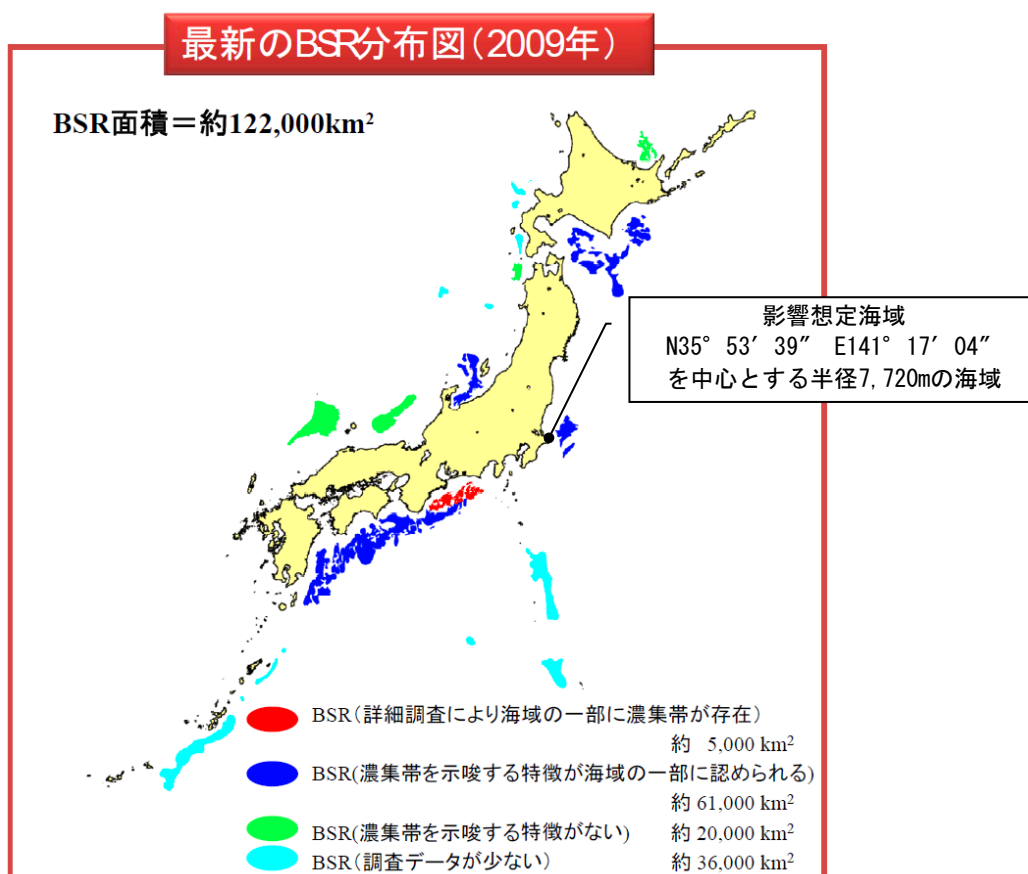 最新のBSR分布図(2009年)
BSR面積=約122,000km²
影響想定海域
N35° 53′ 39″ E141° 17′ 04″
を中心とする半径7,720mの海域
BSR(詳細調査により海域の一部に濃集帯が存在)
約 5,000 km²
BSR(濃集帯を示唆する特徴が海域の一部に認められる)
約 61,000 km²
BSR(濃集帯を示唆する特徴がない) 約 20,000 km²
BSR(調査データが少ない) 約 36,000 km²